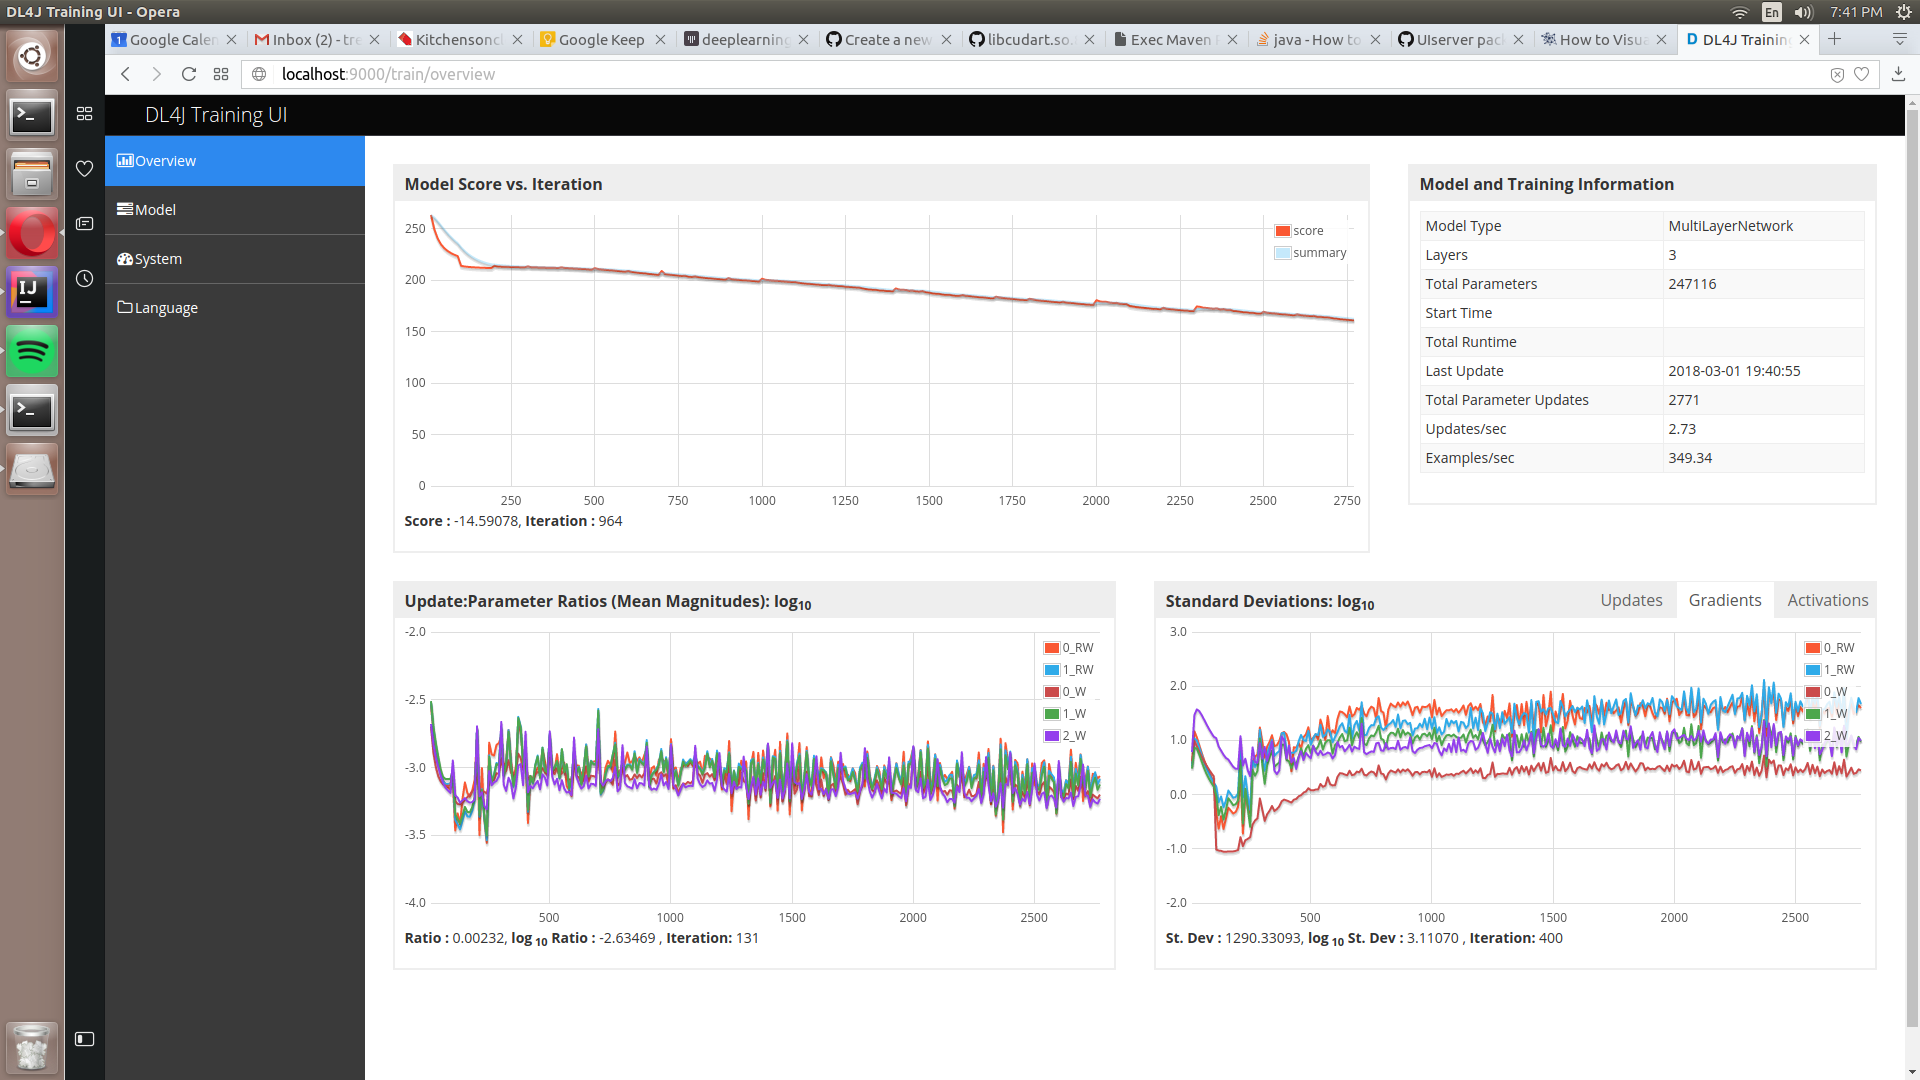 DL4J Training UI - Opera
En
7:41 PM
1 Google Calen
Inbox (2) - tre
Kitchensoncl
Google Keep
deeplearning
Create a new
libcudart.so.
Exec Maven P
java - How to
UIserver pac
How to Visua
D DL4J Trainin
localhost:9000/train/overview
DL4J Training UI
Overview
Model
System
Language
IJ
Model Score vs. Iteration
score
summary
250
200
150
100
50
0
250 500 750 1000 1250 1500 1750 2000 2250 2500 2750
Score : -14.59078, Iteration : 964
Model and Training Information
Model Type MultiLayerNetwork
Layers 3
Total Parameters 247116
Start Time
Total Runtime
Last Update 2018-03-01 19:40:55
Total Parameter Updates 2771
Updates/sec 2.73
Examples/sec 349.34
Update:Parameter Ratios (Mean Magnitudes): log10
-2.0
-2.5
-3.0
-3.5
-4.0
0_RW
1_RW
0_W
1_W
2_W
500 1000 1500 2000 2500
Ratio : 0.00232, log 10 Ratio : -2.63469 , Iteration: 131
Standard Deviations: log10
Updates Gradients Activations
3.0
2.0
1.0
0.0
-1.0
-2.0
0_RW
1_RW
0_W
1_W
2_W
500 1000 1500 2000 2500
St. Dev : 1290.33093, log 10 St. Dev : 3.11070 , Iteration: 400